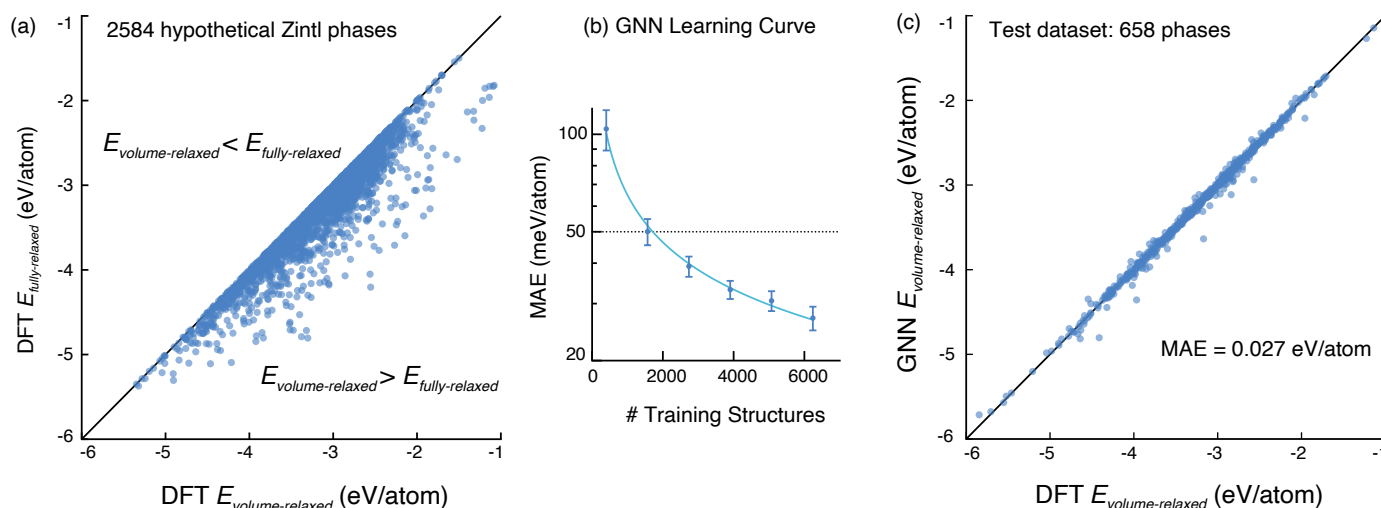 (a)
2584 hypothetical Zintl phases
-1
-2
-3
-4
-5
-6
DFT E_fully-relaxed (eV/atom)
E_volume-relaxed < E_fully-relaxed
E_volume-relaxed > E_fully-relaxed
-6 -5 -4 -3 -2 -1
DFT E_volume-relaxed (eV/atom)
(b) GNN Learning Curve
100
50
20
MAE (meV/atom)
0 2000 4000 6000
# Training Structures
(c)
Test dataset: 658 phases
-1
-2
-3
-4
-5
-6
GNN E_volume-relaxed (eV/atom)
MAE = 0.027 eV/atom
-6 -5 -4 -3 -2 -1
DFT E_volume-relaxed (eV/atom)